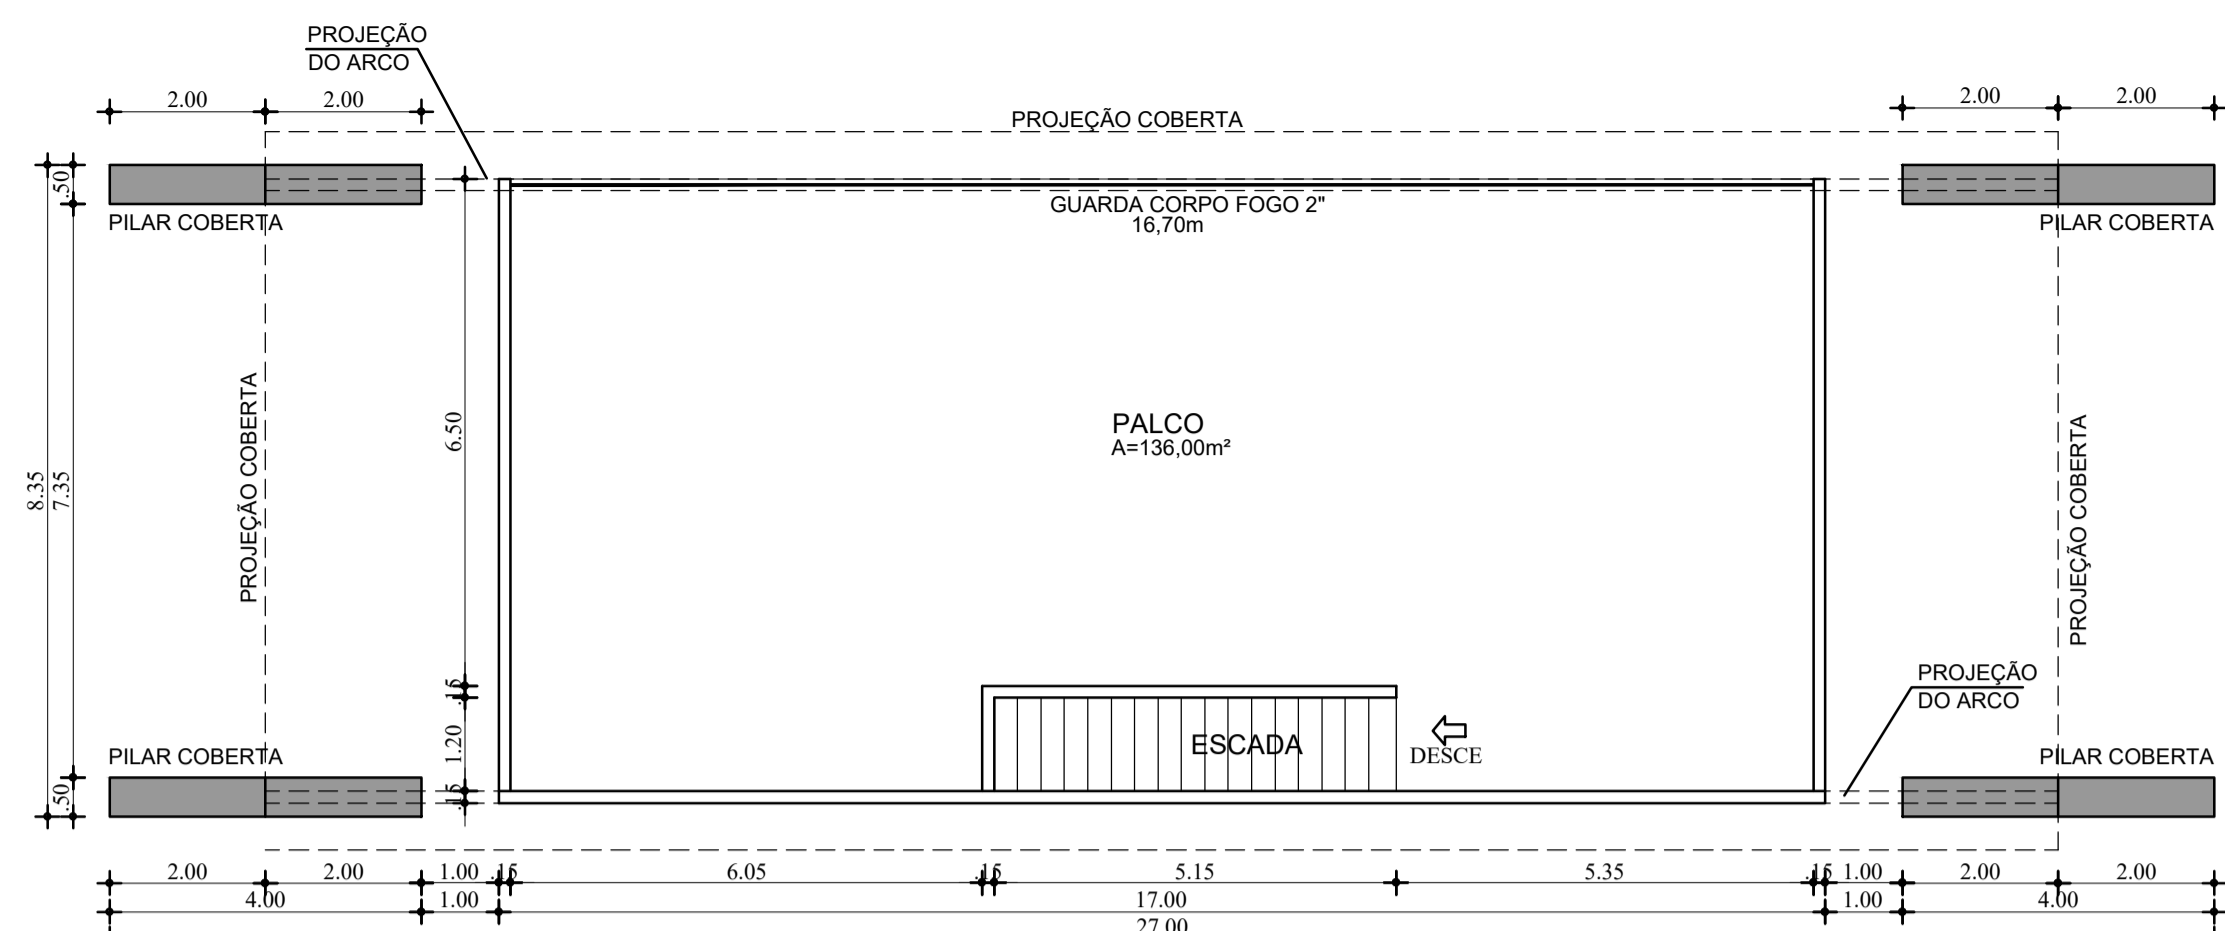 PROJEÇÃO
DO ARCO
2.00 2.00
2.00 2.00
PROJEÇÃO COBERTA
.50
.50
PILAR COBERTA
PILAR COBERTA
GUARDA CORPO FOGO 2"
16,70m
PROJEÇÃO COBERTA
8.35
7.35
6.50
PALCO
A=136,00m²
PROJEÇÃO COBERTA
.15
1.20
.15
ESCADA
DESCE
PROJEÇÃO
DO ARCO
PILAR COBERTA
PILAR COBERTA
2.00 2.00 1.00 .15 6.05 .15 5.15 5.35 .15 1.00 2.00 2.00
4.00 1.00 17.00 1.00 4.00
27.00